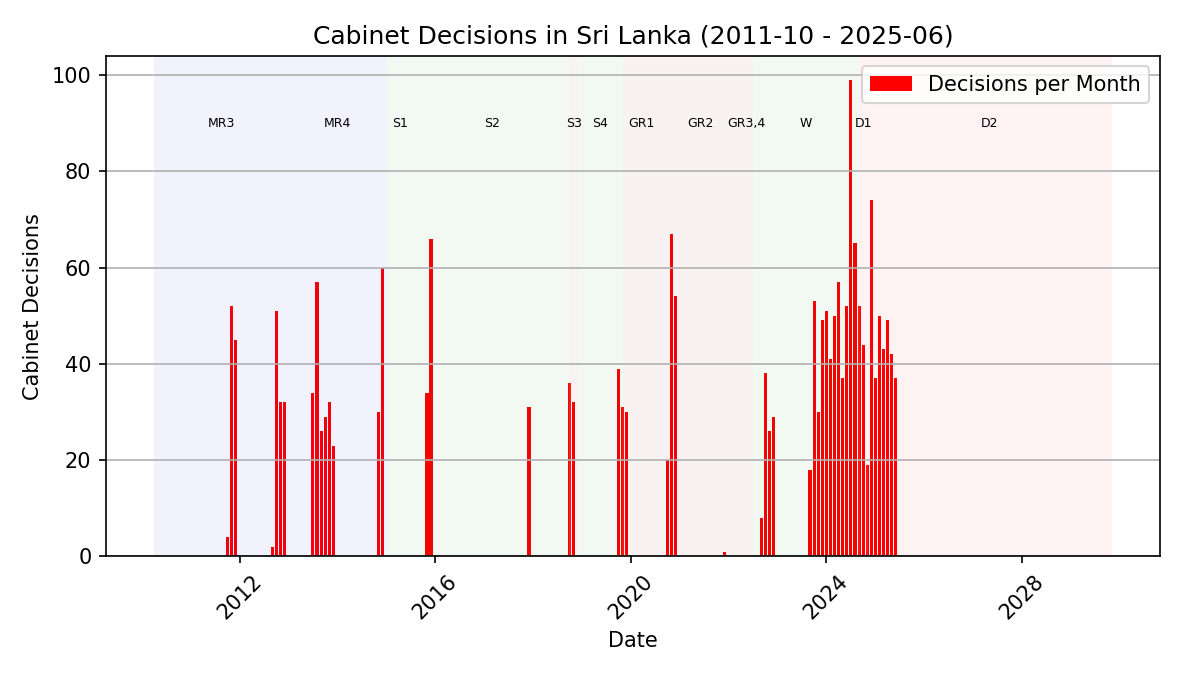 Cabinet Decisions in Sri Lanka (2011-10 - 2025-06)
Decisions per Month
MR3 MR4 S1 S2 S3 S4 GR1 GR2 GR3,4 W D1 D2
Cabinet Decisions
100
80
60
40
20
0
2012 2016 2020 2024 2028
Date